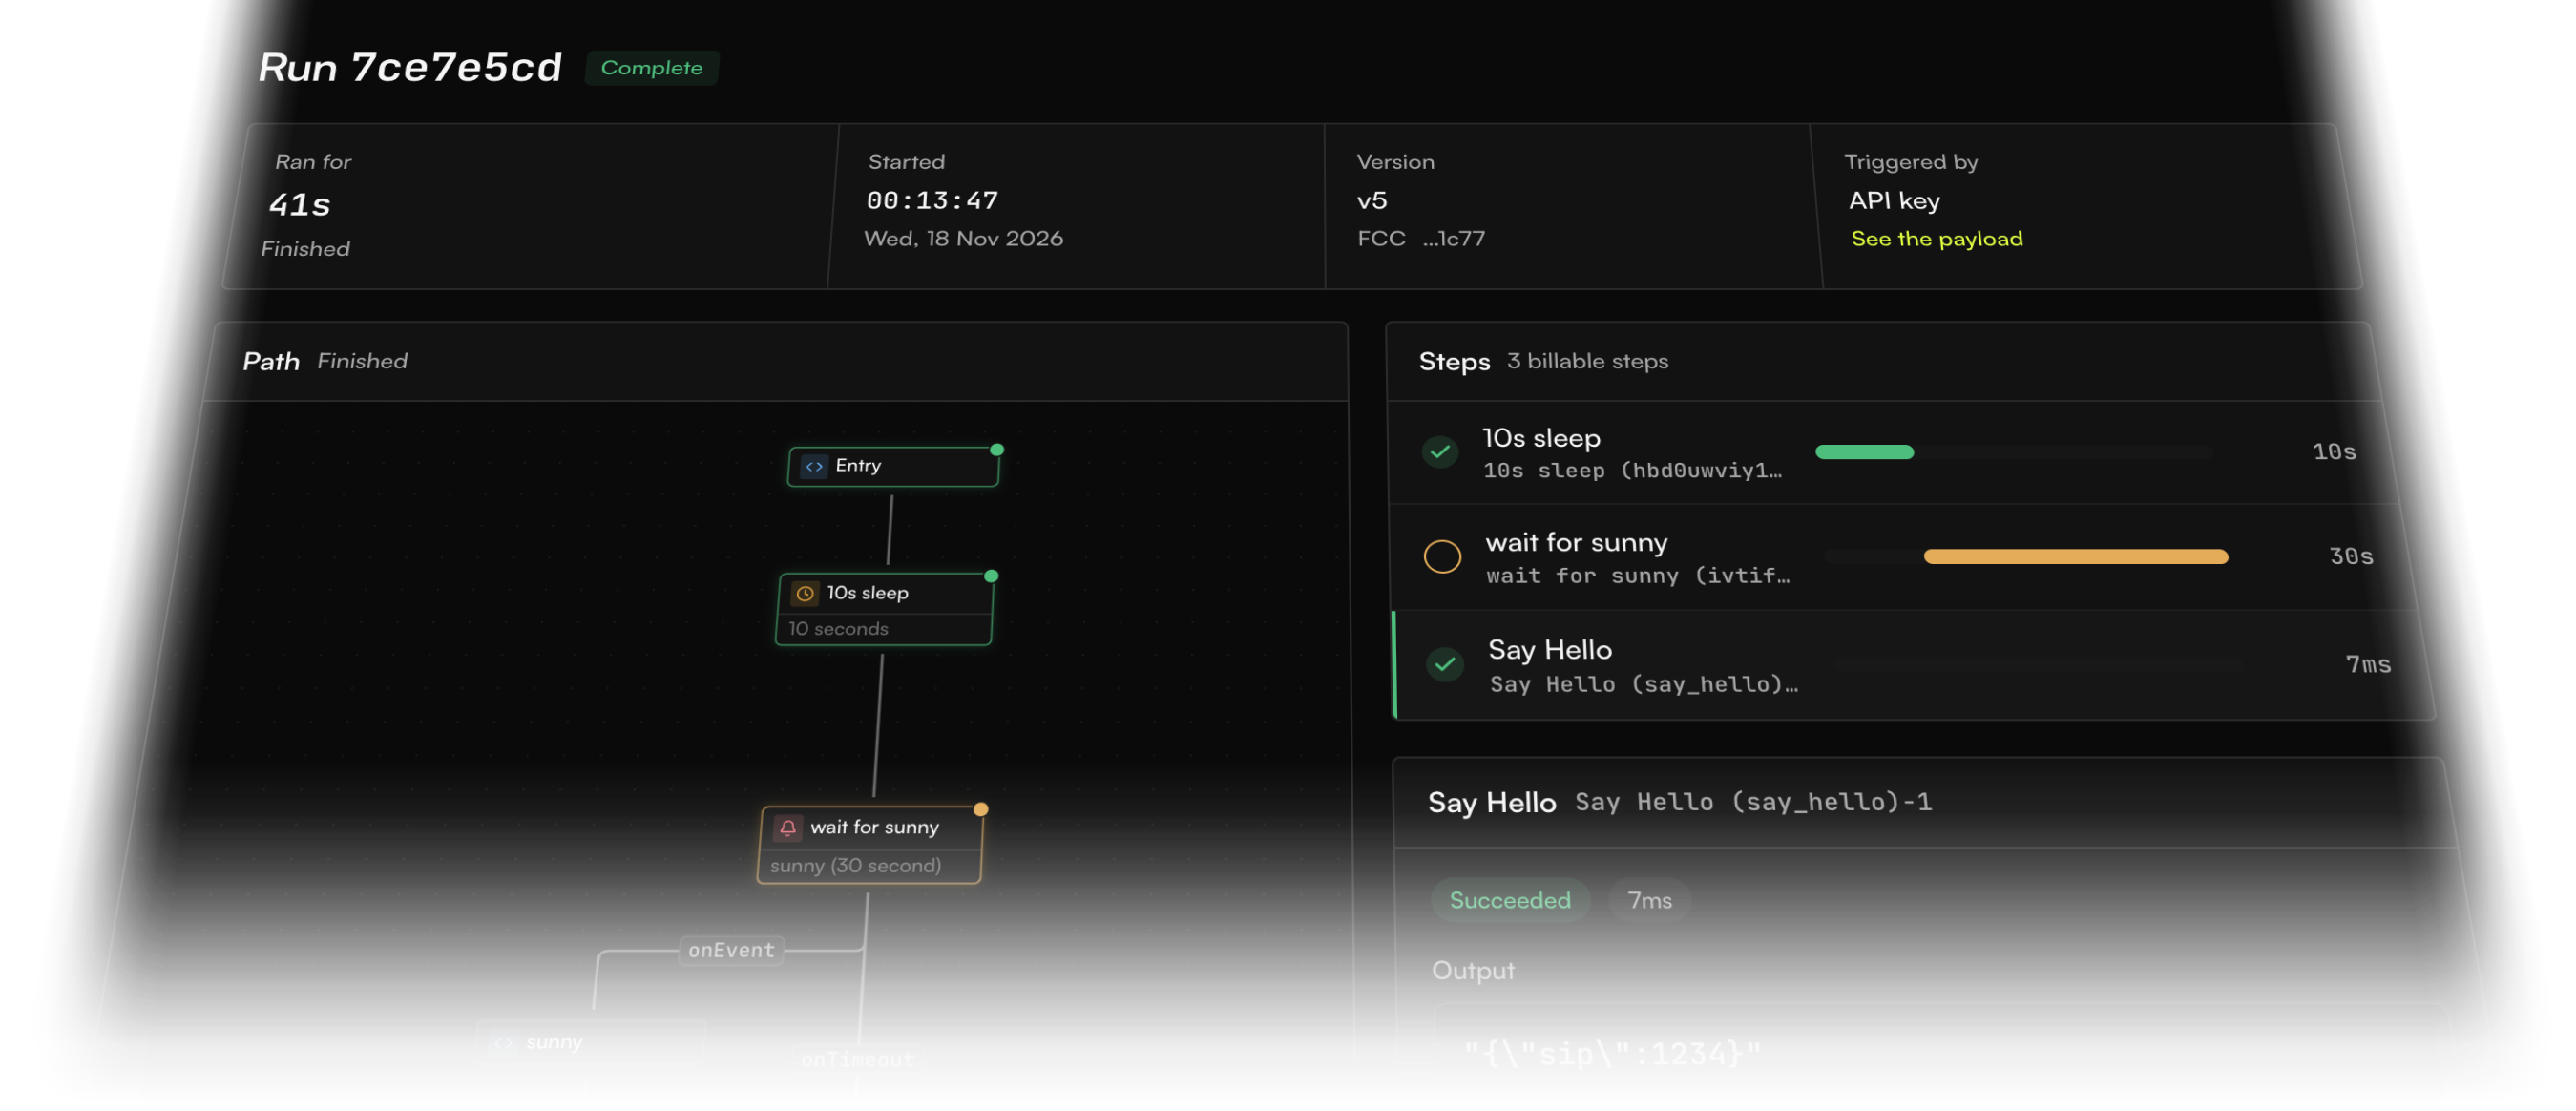 Run 7ce7e5cd Complete
Ran for
41s
Finished
Started
00:13:47
Wed, 18 Nov 2026
Version
v5
FCC ...1c77
Triggered by
API key
See the payload
Path Finished
Entry
10s sleep
10 seconds
wait for sunny
sunny (30 second)
onEvent
sunny
onTimeout
Steps 3 billable steps
10s sleep
10s sleep (hbd0uwviy1…
10s
wait for sunny
wait for sunny (ivtif…
30s
Say Hello
Say Hello (say_hello)…
7ms
Say Hello Say Hello (say_hello)-1
Succeeded 7ms
Output
"{\"sip\":1234}"